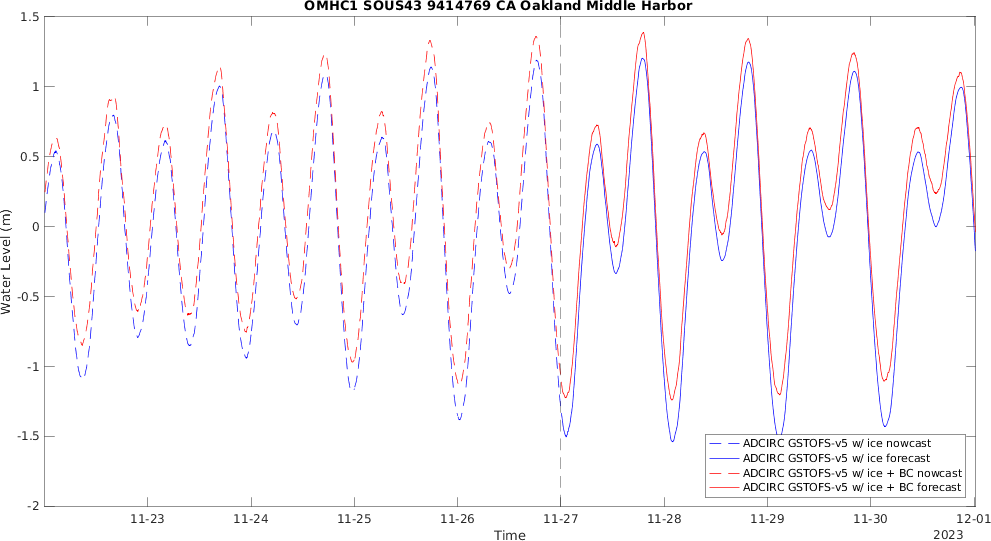 OMHC1 SOUS43 9414769 CA Oakland Middle Harbor
1.5
1
0.5
0
-0.5
-1
-1.5
-2
Water Level (m)
ADCIRC GSTOFS-v5 w/ ice nowcast
ADCIRC GSTOFS-v5 w/ ice forecast
ADCIRC GSTOFS-v5 w/ ice + BC nowcast
ADCIRC GSTOFS-v5 w/ ice + BC forecast
11-23 11-24 11-25 11-26 11-27 11-28 11-29 11-30 12-01
Time
2023